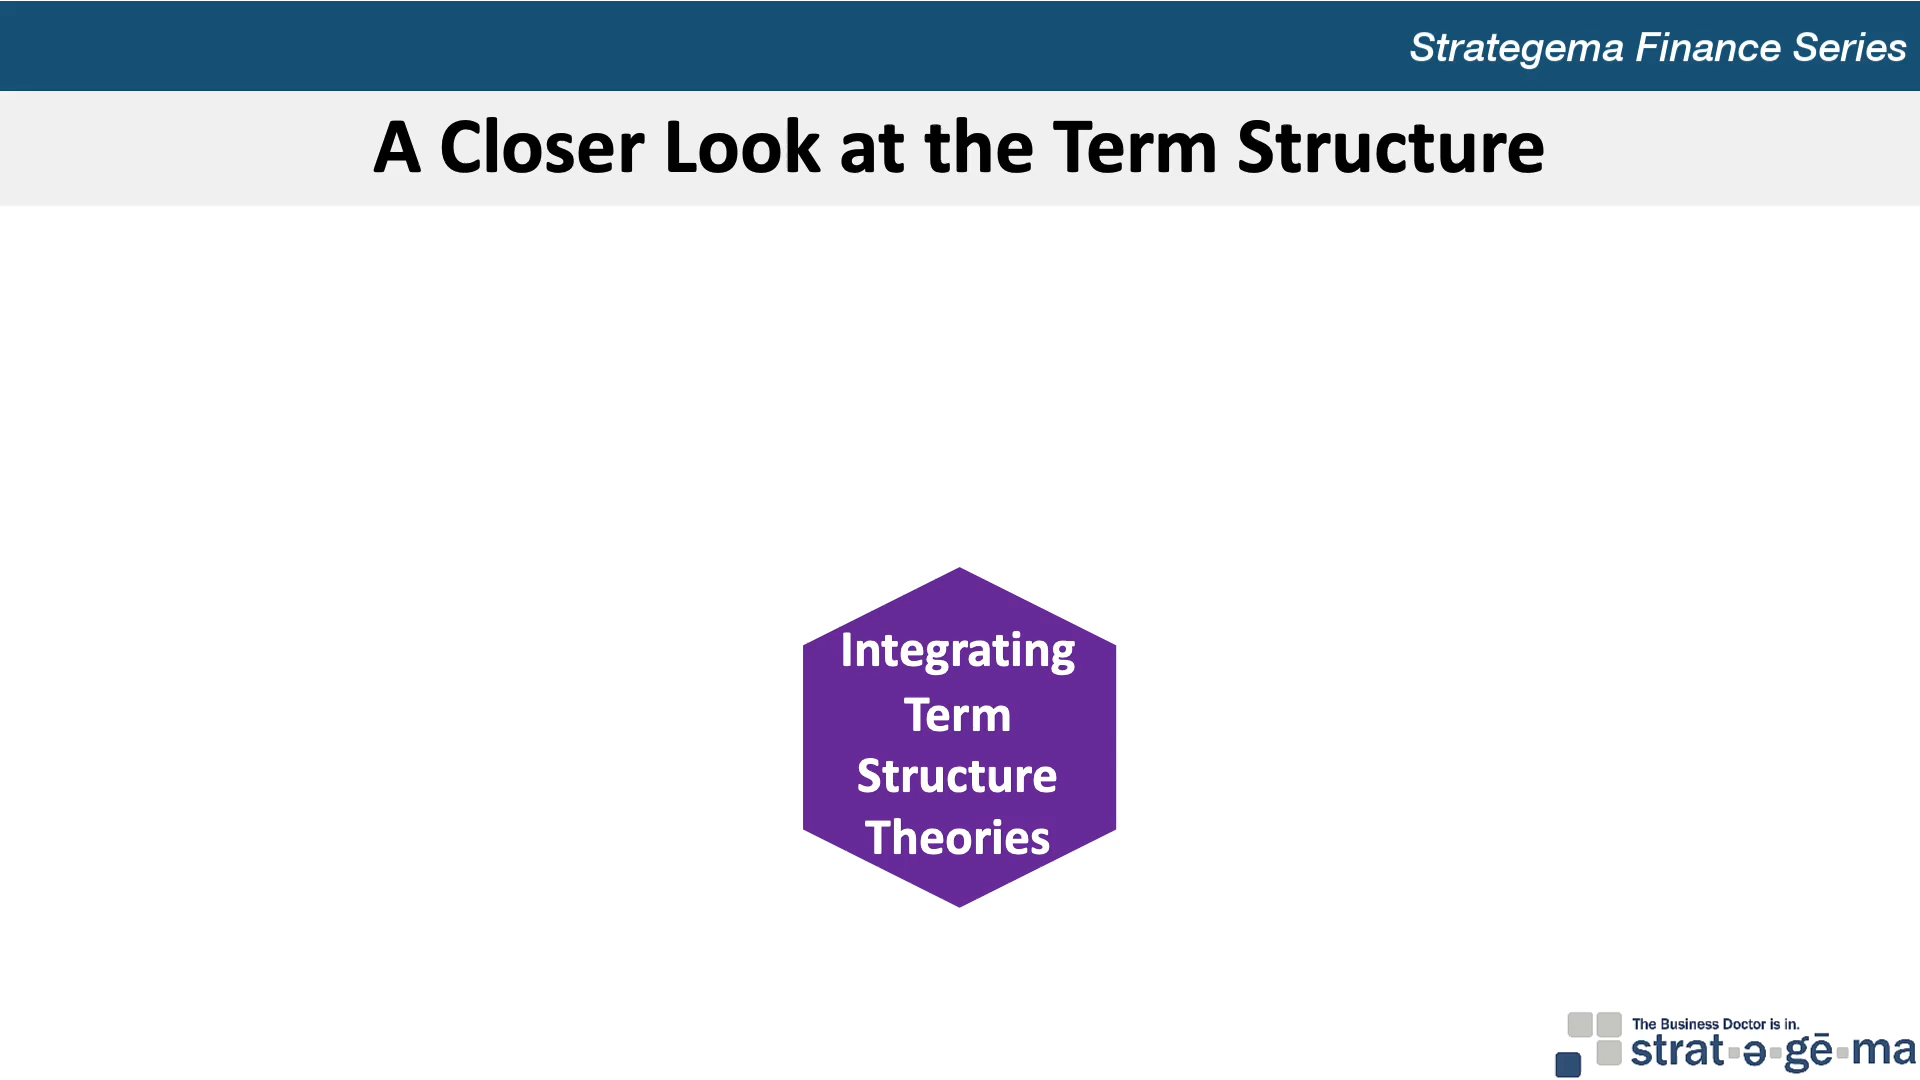 Strategema Finance Series
A Closer Look at the Term Structure
Integrating
Term
Structure
Theories
The Business Doctor is in.
strat-ə-gē-ma